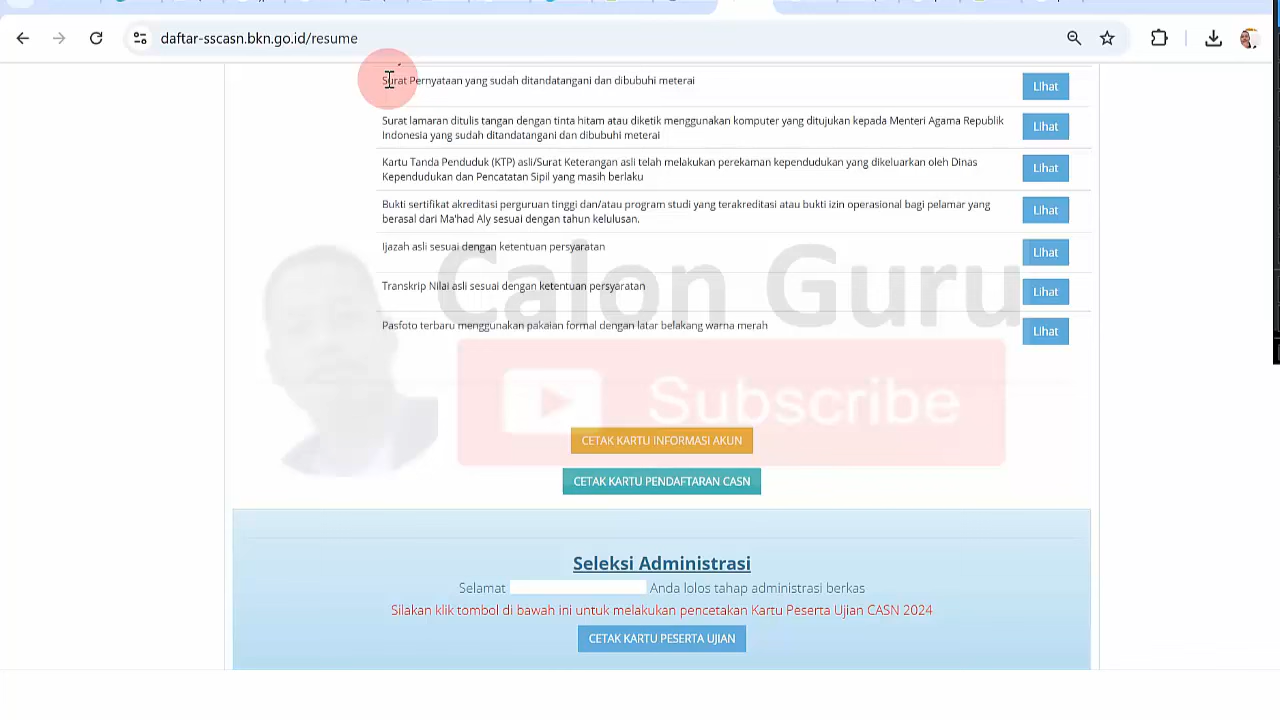 daftar-sscasn.bkn.go.id/resume
Surat Pernyataan yang sudah ditandatangani dan dibubuhi meterai
Lihat
Surat lamaran ditulis tangan dengan tinta hitam atau diketik menggunakan komputer yang ditujukan kepada Menteri Agama Republik
Indonesia yang sudah ditandatangani dan dibubuhi meterai
Lihat
Kartu Tanda Penduduk (KTP) asli/Surat Keterangan asli telah melakukan perekaman kependudukan yang dikeluarkan oleh Dinas
Kependudukan dan Pencatatan Sipil yang masih berlaku
Lihat
Bukti sertifikat akreditasi perguruan tinggi dan/atau program studi yang terakreditasi atau bukti izin operasional bagi pelamar yang
berasal dari Ma'had Aly sesuai dengan tahun kelulusan.
Lihat
Ijazah asli sesuai dengan ketentuan persyaratan
Lihat
Calon Guru
Transkrip Nilai asli sesuai dengan ketentuan persyaratan
Lihat
Pasfoto terbaru menggunakan pakaian formal dengan latar belakang warna merah
Lihat
Subscribe
CETAK KARTU INFORMASI AKUN
CETAK KARTU PENDAFTARAN CASN
Seleksi Administrasi
Selamat Anda lolos tahap administrasi berkas
Silakan klik tombol di bawah ini untuk melakukan pencetakan Kartu Peserta Ujian CASN 2024
CETAK KARTU PESERTA UJIAN